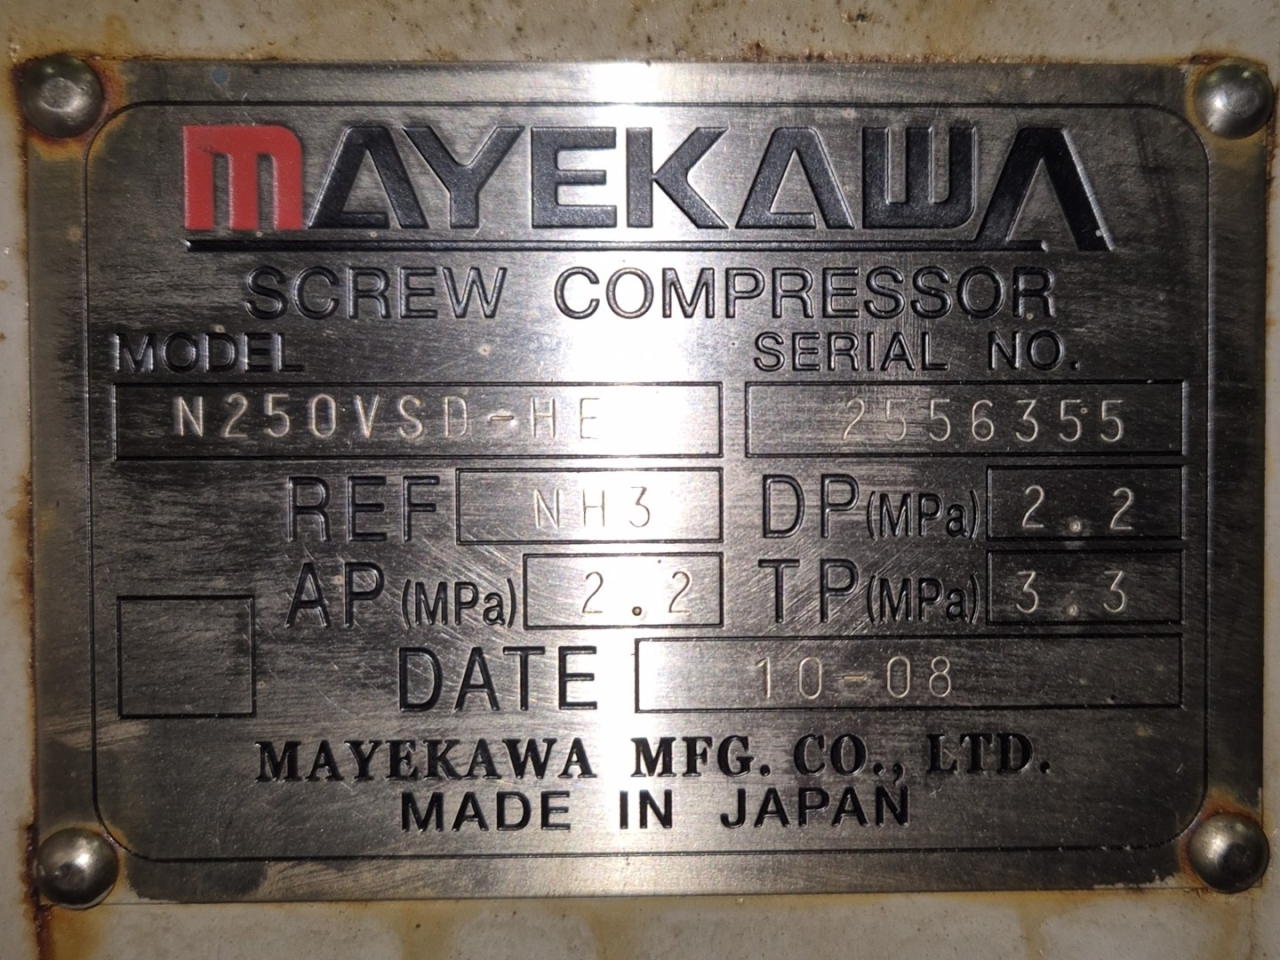 MAYEKAWA
SCREW COMPRESSOR
MODEL SERIAL NO.
N250VSD-HE 2556355
REF NH3 DP(MPa) 2.2
AP(MPa) 2.2 TP(MPa) 3.3
DATE 10-08
MAYEKAWA MFG. CO., LTD.
MADE IN JAPAN